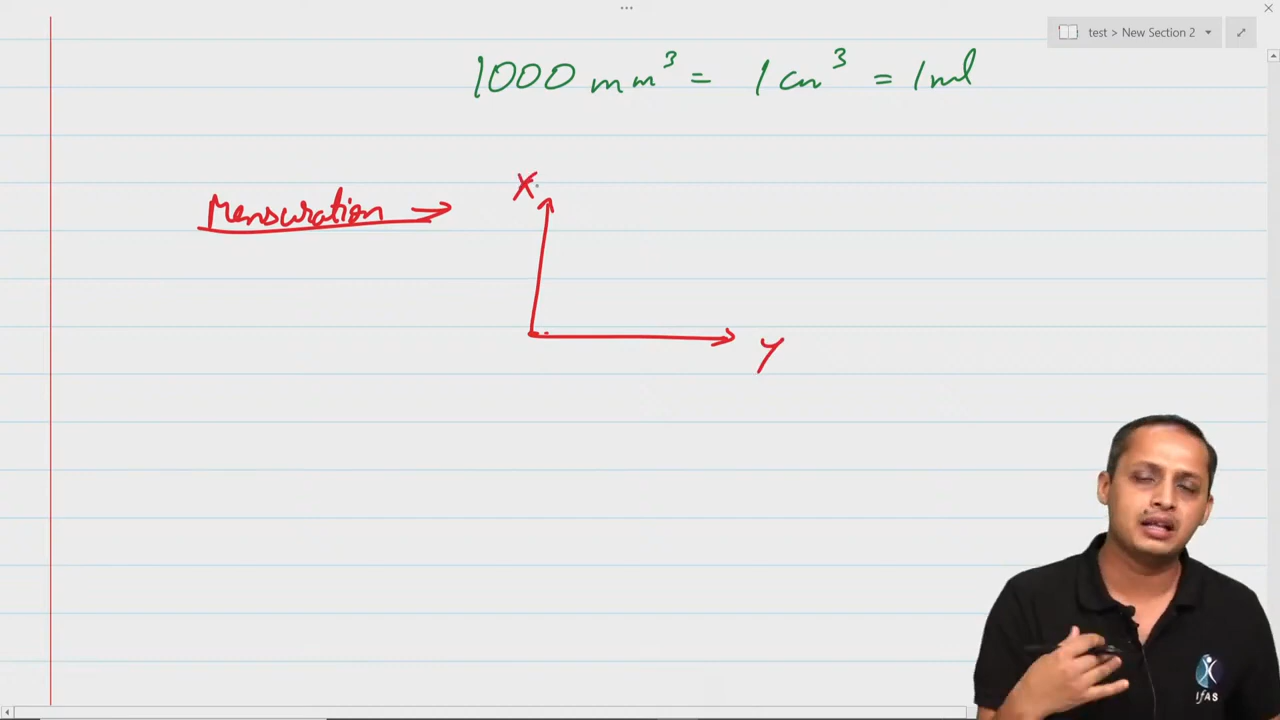 test > New Section 2
1000 mm³ = 1 cm³ = 1 ml
X
Mensuration →
y
IFAS